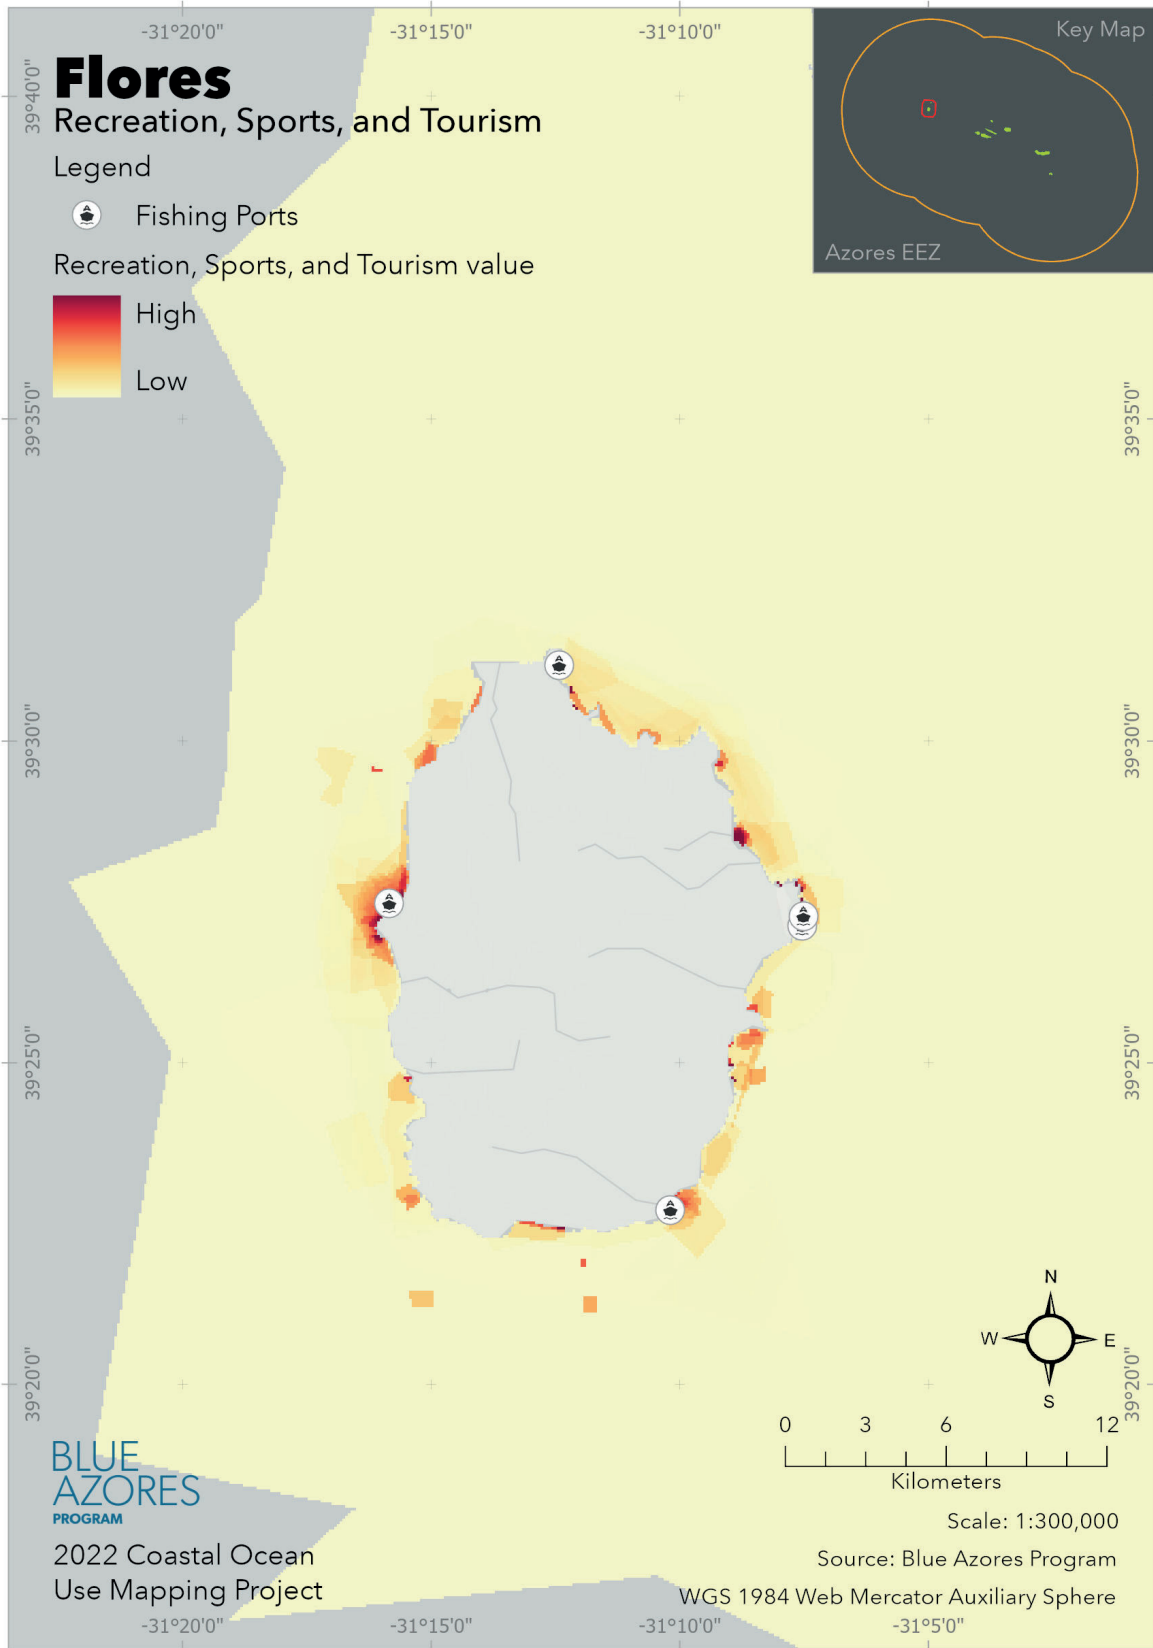 -31°20'0"
-31°15'0"
-31°10'0"
Key Map
Azores EEZ
Flores
Recreation, Sports, and Tourism
Legend
Fishing Ports
Recreation, Sports, and Tourism value
High
Low
39°40'0"
39°35'0"
39°35'0"
39°30'0"
39°30'0"
39°25'0"
39°25'0"
39°20'0"
39°20'0"
N
W
E
S
0
3
6
12
Kilometers
BLUE
AZORES
PROGRAM
2022 Coastal Ocean
Use Mapping Project
Scale: 1:300,000
Source: Blue Azores Program
WGS 1984 Web Mercator Auxiliary Sphere
-31°20'0"
-31°15'0"
-31°10'0"
-31°5'0"